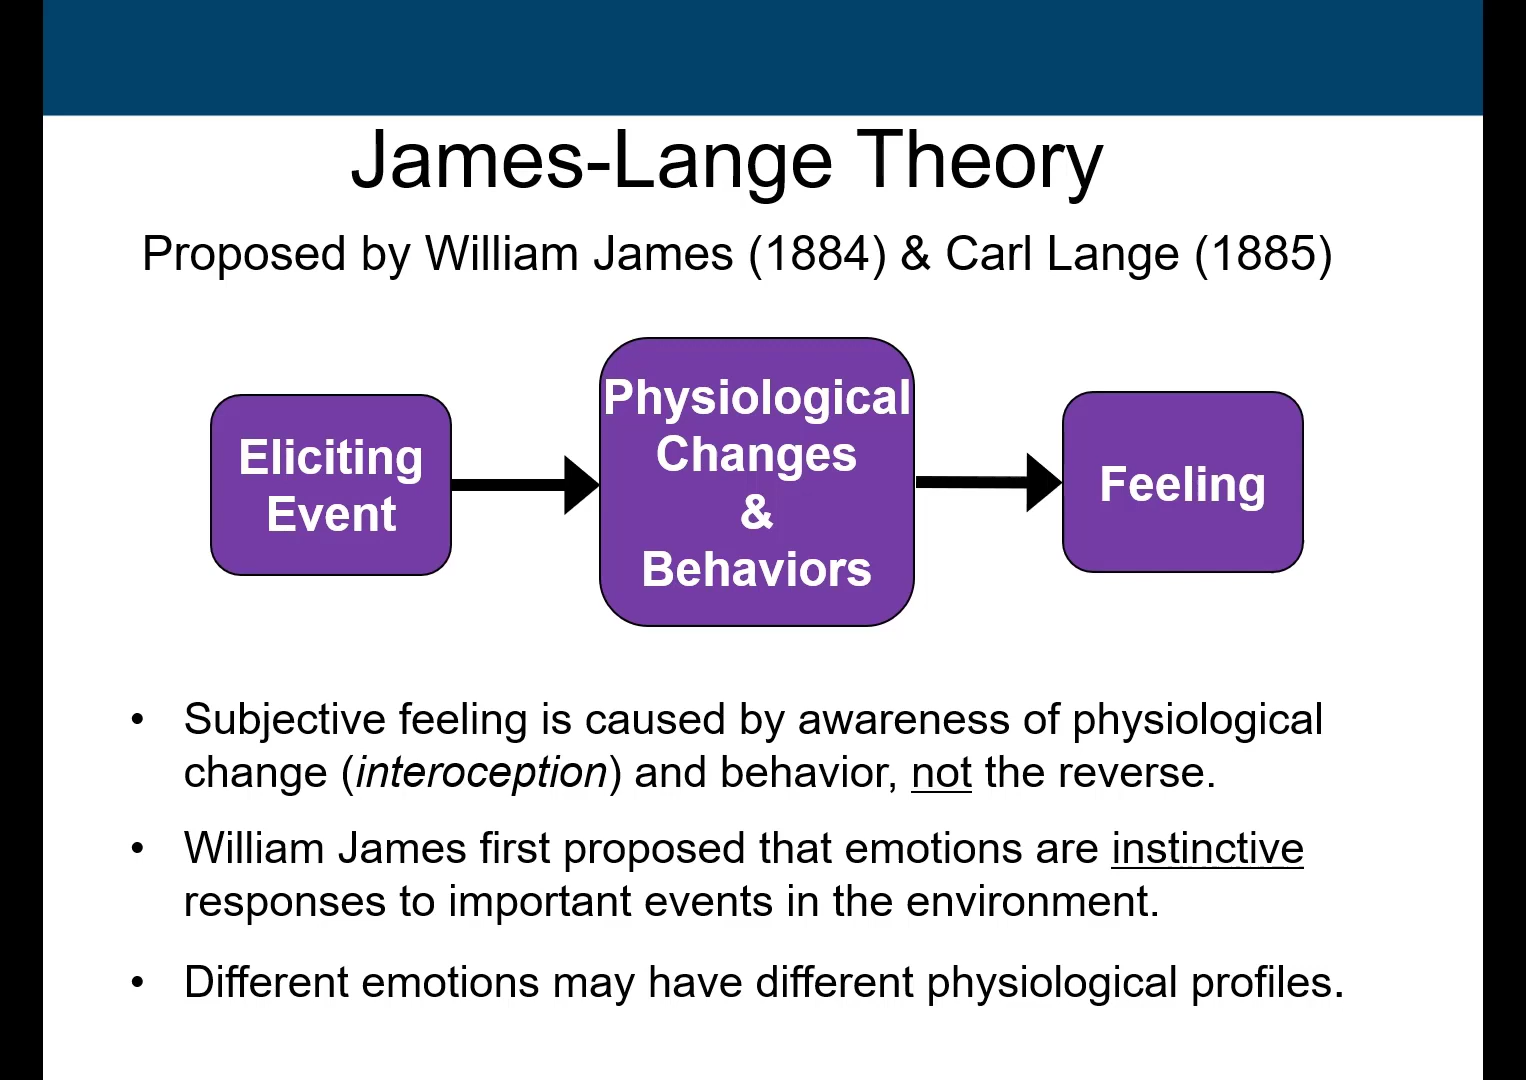 James-Lange Theory
Proposed by William James (1884) & Carl Lange (1885)
Eliciting
Event
Physiological
Changes
&
Behaviors
Feeling
• Subjective feeling is caused by awareness of physiological
change (interoception) and behavior, not the reverse.
• William James first proposed that emotions are instinctive
responses to important events in the environment.
• Different emotions may have different physiological profiles.